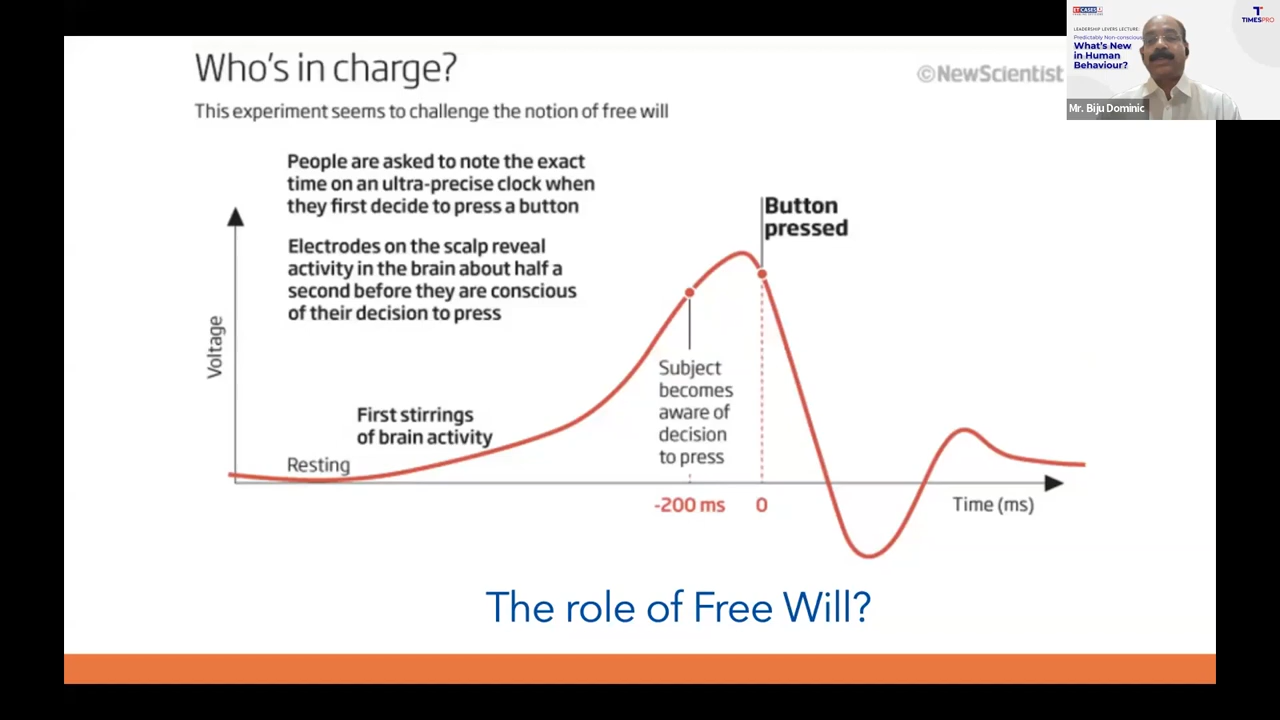 Who's in charge?
©NewScientist
This experiment seems to challenge the notion of free will
People are asked to note the exact
time on an ultra-precise clock when
they first decide to press a button
Electrodes on the scalp reveal
activity in the brain about half a
second before they are conscious
of their decision to press
Button
pressed
Voltage
First stirrings
of brain activity
Resting
Subject
becomes
aware of
decision
to press
-200 ms
0
Time (ms)
The role of Free Will?
ET CASES
LEADERSHIP LEVERS LECTURE:
Predictably Non-conscious
What's New
in Human
Behaviour?
TIMESPRO
Mr. Biju Dominic